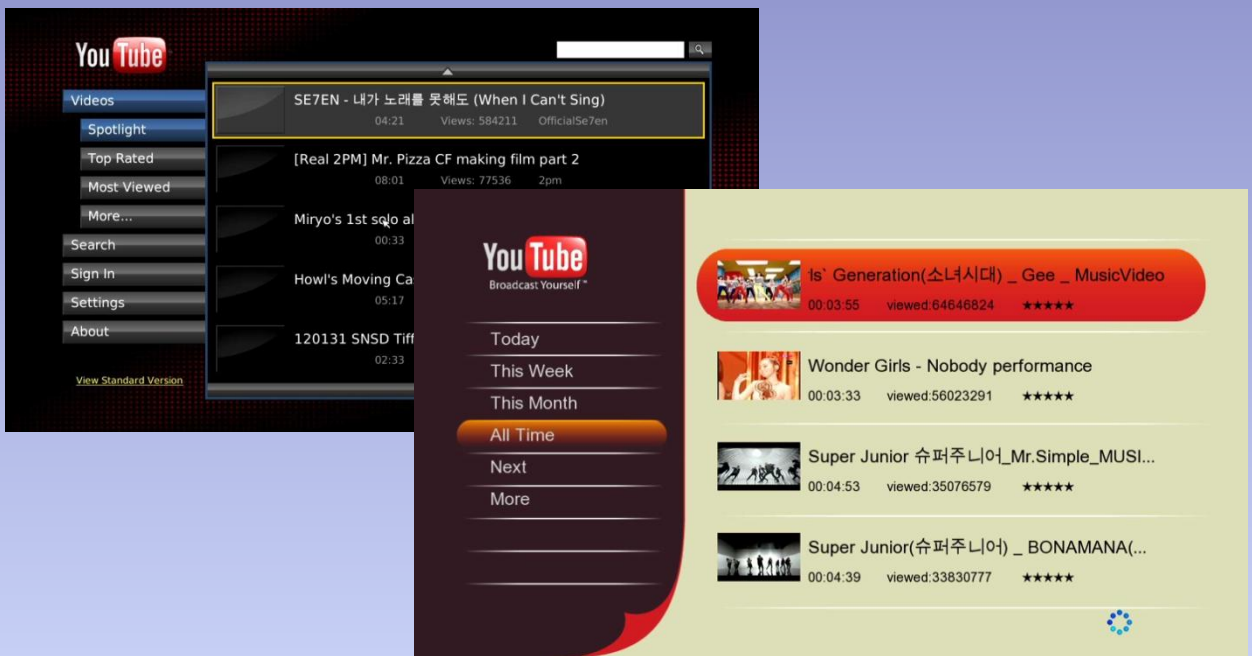 YouTube
Videos
Spotlight
Top Rated
Most Viewed
More...
Search
Sign In
Settings
About
View Standard Version
SE7EN - 내가 노래를 못해도 (When I Can't Sing)
04:21 Views: 584211 OfficialSe7en
[Real 2PM] Mr. Pizza CF making film part 2
08:01 Views: 77536 2pm
Miryo's 1st solo al
00:33
Howl's Moving Ca
05:17
120131 SNSD Tiff
02:33
YouTube
Broadcast Yourself™
Today
This Week
This Month
All Time
Next
More
ls` Generation(소녀시대) _ Gee _ MusicVideo
00:03:55 viewed:64646824 ★★★★★
Wonder Girls - Nobody performance
00:03:33 viewed:56023291 ★★★★★
Super Junior 슈퍼주니어_Mr.Simple_MUSI...
00:04:53 viewed:35076579 ★★★★★
Super Junior(슈퍼주니어) _ BONAMANA(...
00:04:39 viewed:33830777 ★★★★★